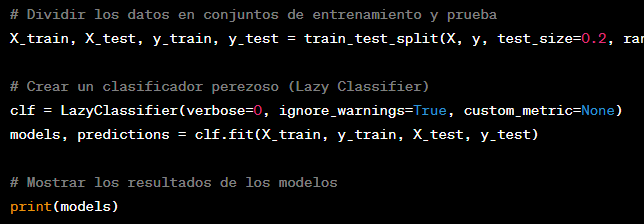 # Dividir los datos en conjuntos de entrenamiento y prueba
X_train, X_test, y_train, y_test = train_test_split(X, y, test_size=0.2, ran
# Crear un clasificador perezoso (Lazy Classifier)
clf = LazyClassifier(verbose=0, ignore_warnings=True, custom_metric=None)
models, predictions = clf.fit(X_train, y_train, X_test, y_test)
# Mostrar los resultados de los modelos
print(models)